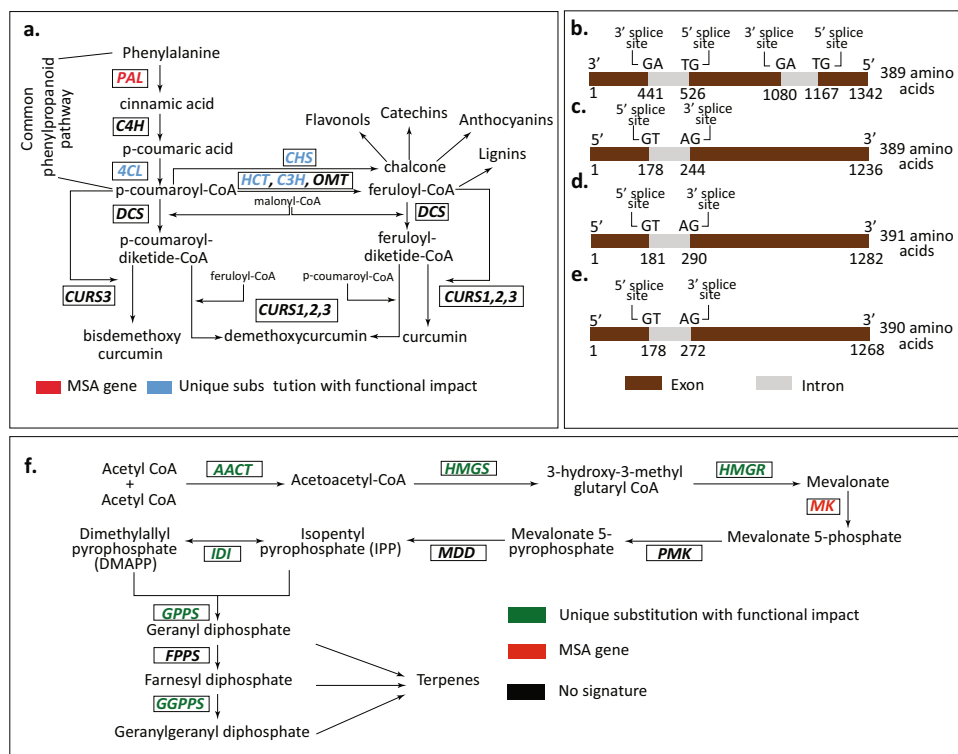 a.
Phenylalanine
PAL
cinnamic acid
C4H
p-coumaric acid
4CL
p-coumaroyl-CoA
Common
phenylpropanoid
pathway
CHS
HCT, C3H, OMT
Flavonols
Catechins
Anthocyanins
chalcone
Lignins
feruloyl-CoA
malonyl-CoA
DCS
DCS
p-coumaroyl-
diketide-CoA
feruloyl-
diketide-CoA
feruloyl-CoA
p-coumaroyl-CoA
CURS3
CURS1,2,3
CURS1,2,3
bisdemethoxy
curcumin
demethoxycurcumin
curcumin
MSA gene
Unique subs tution with functional impact
b.
3′ splice
site
5′ splice
site
3′ splice
site
5′ splice
site
3′ GA TG GA TG 5′
1 441 526 1080 1167 1342
389 amino
acids
c.
5′ splice
site
3′ splice
site
5′ GT AG 3′
1 178 244 1236
389 amino
acids
d.
5′ splice
site
3′ splice
site
5′ GT AG 3′
1 181 290 1282
391 amino
acids
e.
5′ splice
site
3′ splice
site
5′ GT AG 3′
1 178 272 1268
390 amino
acids
Exon
Intron
f.
Acetyl CoA
+
Acetyl CoA
AACT
Acetoacetyl-CoA
HMGS
3-hydroxy-3-methyl
glutaryl CoA
HMGR
Mevalonate
MK
Mevalonate 5-phosphate
PMK
Mevalonate 5-
pyrophosphate
MDD
Isopentyl
pyrophosphate (IPP)
IDI
Dimethylallyl
pyrophosphate
(DMAPP)
GPPS
Geranyl diphosphate
FPPS
Farnesyl diphosphate
GGPPS
Geranylgeranyl diphosphate
Terpenes
Unique substitution with functional impact
MSA gene
No signature